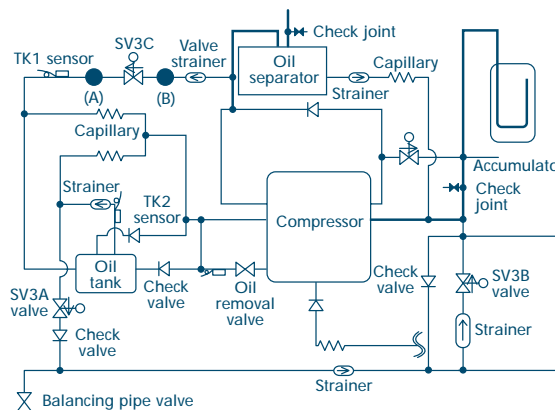 Check joint
SV3C
Valve
strainer
TK1 sensor
Oil
separator
Capillary
Strainer
(A)
(B)
Capillary
Accumulator
Check
joint
Strainer
TK2
sensor
Compressor
Oil
tank
Check
valve
Oil
removal
valve
Check
valve
SV3B
valve
SV3A
valve
Check
valve
Strainer
Strainer
Balancing pipe valve